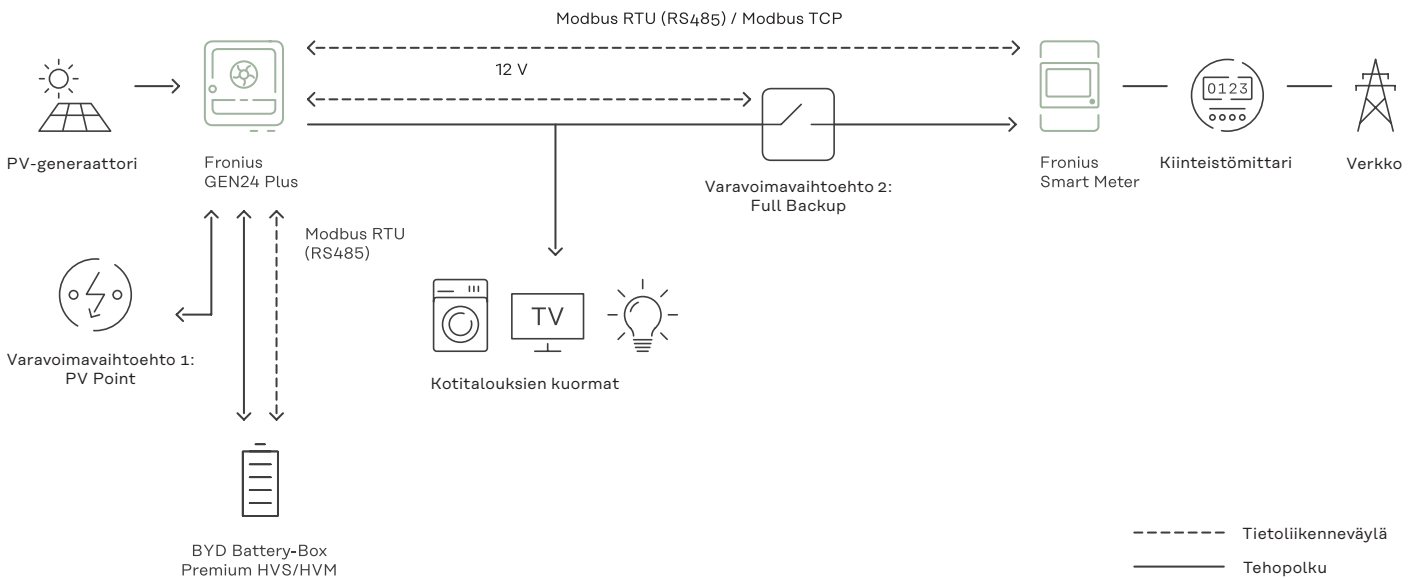 Modbus RTU (RS485) / Modbus TCP
12 V
0123
PV-generaattori
Fronius
GEN24 Plus
Varavoimavaihtoehto 2:
Full Backup
Fronius
Smart Meter
Kiinteistömittari
Verkko
Modbus RTU
(RS485)
TV
Varavoimavaihtoehto 1:
PV Point
Kotitalouksien kuormat
BYD Battery-Box
Premium HVS/HVM
Tietoliikenneväylä
Tehopolku